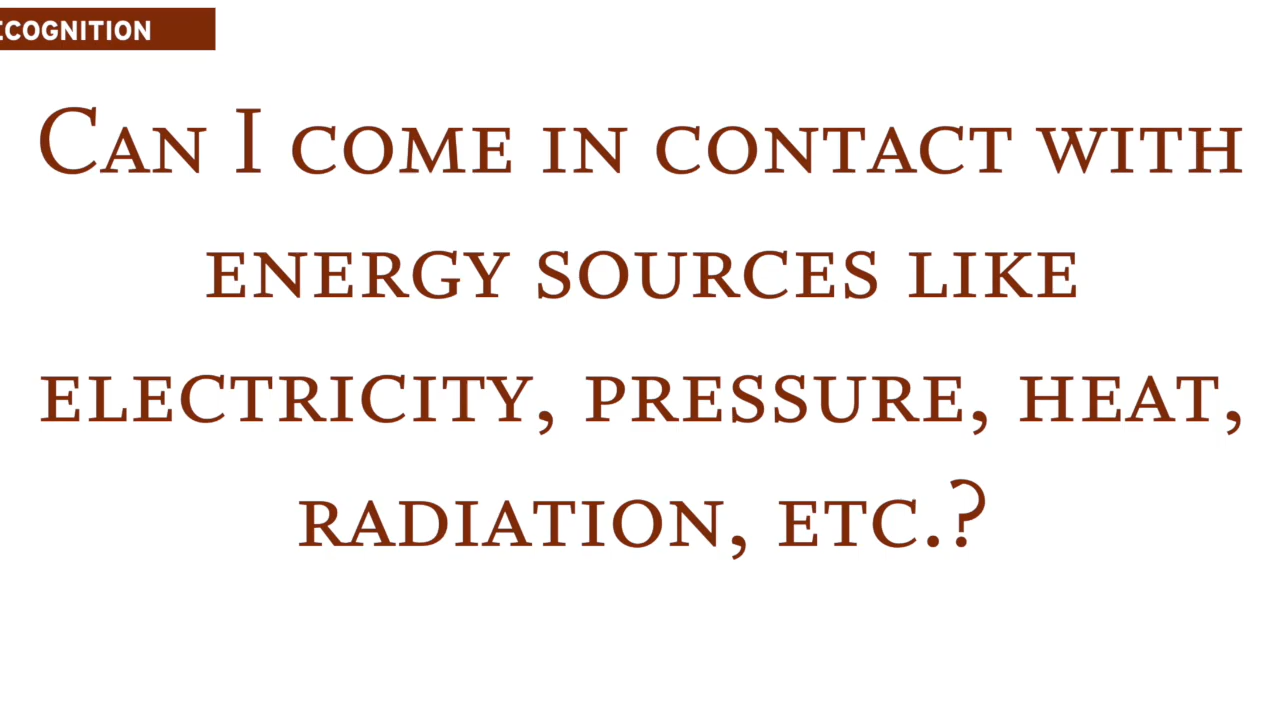 ECOGNITION
Can I come in contact with
energy sources like
electricity, pressure, heat,
radiation, etc.?